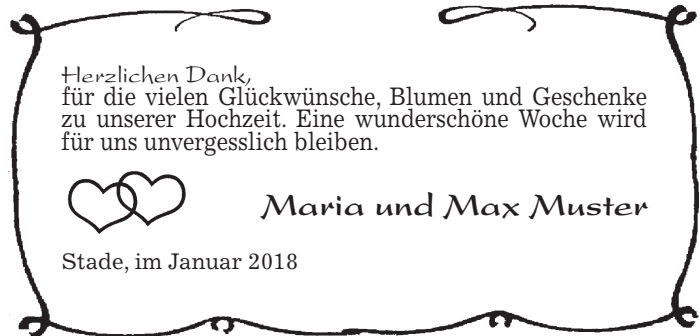 Herzlichen Dank,
für die vielen Glückwünsche, Blumen und Geschenke
zu unserer Hochzeit. Eine wunderschöne Woche wird
für uns unvergesslich bleiben.
Maria und Max Muster
Stade, im Januar 2018